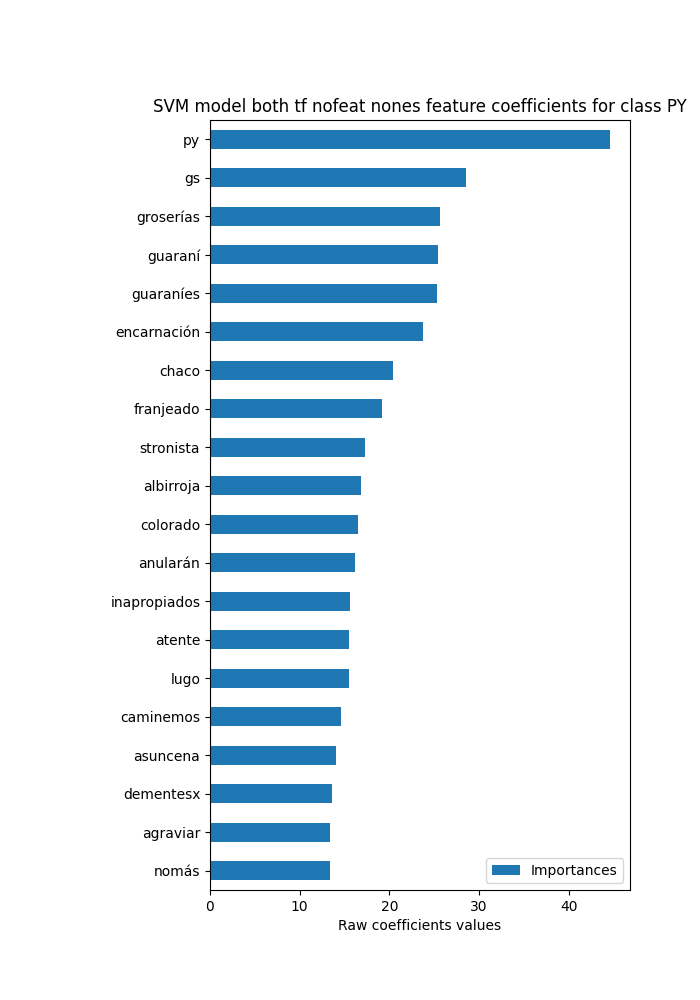 SVM model both tf nofeat nones feature coefficients for class PY
py
gs
groserías
guaraní
guaraníes
encarnación
chaco
franjeado
stronista
albirroja
colorado
anularán
inapropiados
atente
lugo
caminemos
asuncena
dementesx
agraviar
nomás
Importances
0 10 20 30 40
Raw coefficients values